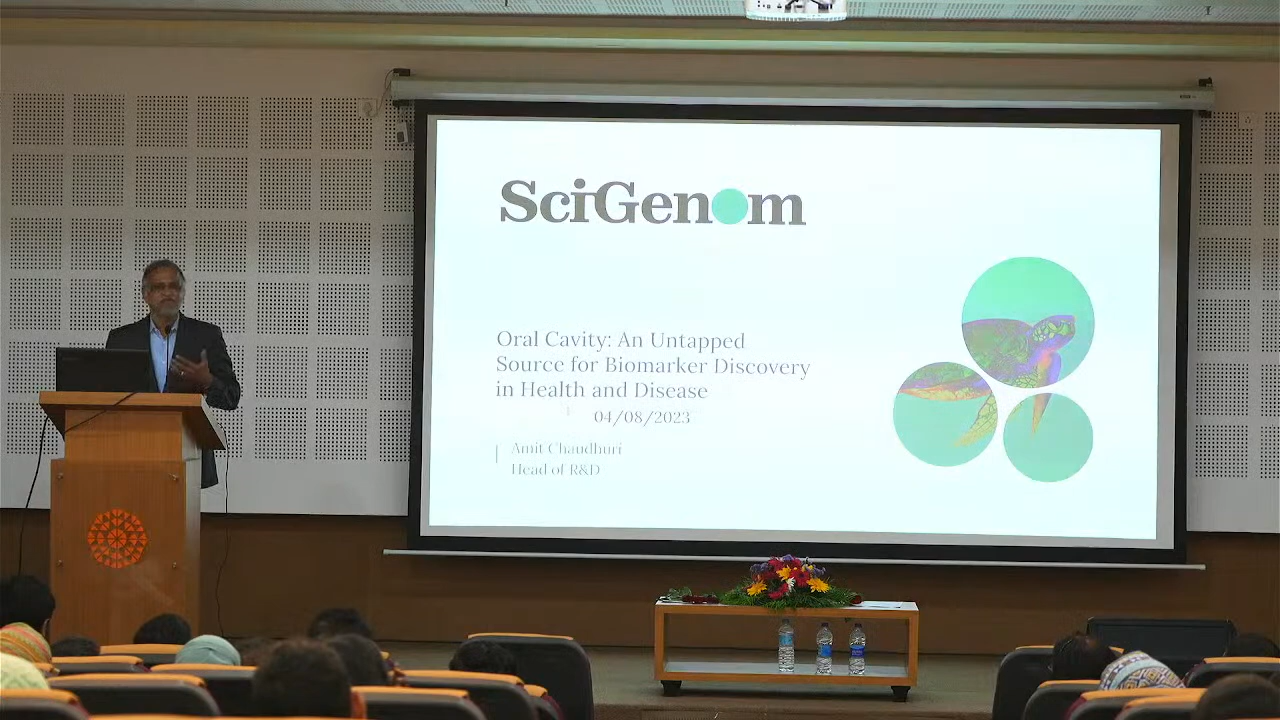 SciGenom
Oral Cavity: An Untapped
Source for Biomarker Discovery
in Health and Disease
04/08/2023
Amit Chaudhuri
Head of R&D